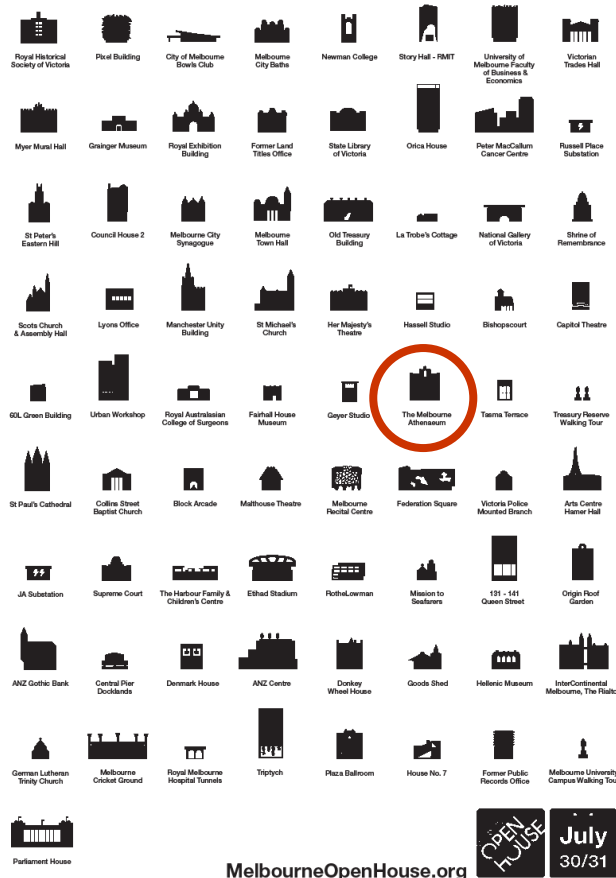 Royal Historical
Society of Victoria
Pixel Building
City of Melbourne
Bowls Club
Melbourne
City Baths
Newman College
Story Hall - RMIT
University of
Melbourne Faculty
of Business &
Economics
Victorian
Trades Hall
Myer Mural Hall
Grainger Museum
Royal Exhibition
Building
Former Land
Titles Office
State Library
of Victoria
Orica House
Peter MacCallum
Cancer Centre
Russell Place
Substation
St Peter's
Eastern Hill
Council House 2
Melbourne City
Synagogue
Melbourne
Town Hall
Old Treasury
Building
La Trobe's Cottage
National Gallery
of Victoria
Shrine of
Remembrance
Scots Church
& Assembly Hall
Lyons Office
Manchester Unity
Building
St Michael's
Church
Her Majesty's
Theatre
Hassell Studio
Bishopscourt
Capitol Theatre
60L Green Building
Urban Workshop
Royal Australasian
College of Surgeons
Fairhall House
Museum
Geyer Studio
The Melbourne
Athenaeum
Tasma Terrace
Treasury Reserve
Walking Tour
St Paul's Cathedral
Collins Street
Baptist Church
Block Arcade
Malthouse Theatre
Melbourne
Recital Centre
Federation Square
Victoria Police
Mounted Branch
Arts Centre
Hamer Hall
JA Substation
Supreme Court
The Harbour Family &
Children's Centre
Etihad Stadium
RotheLowman
Mission to
Seafarers
131 - 141
Queen Street
Origin Roof
Garden
ANZ Gothic Bank
Central Pier
Docklands
Denmark House
ANZ Centre
Donkey
Wheel House
Goods Shed
Hellenic Museum
InterContinental
Melbourne, The Rialto
German Lutheran
Trinity Church
Melbourne
Cricket Ground
Royal Melbourne
Hospital Tunnels
Triptych
Plaza Ballroom
House No. 7
Former Public
Records Office
Melbourne University
Campus Walking Tour
Parliament House
MelbourneOpenHouse.org
OPEN
HOUSE
July
30/31